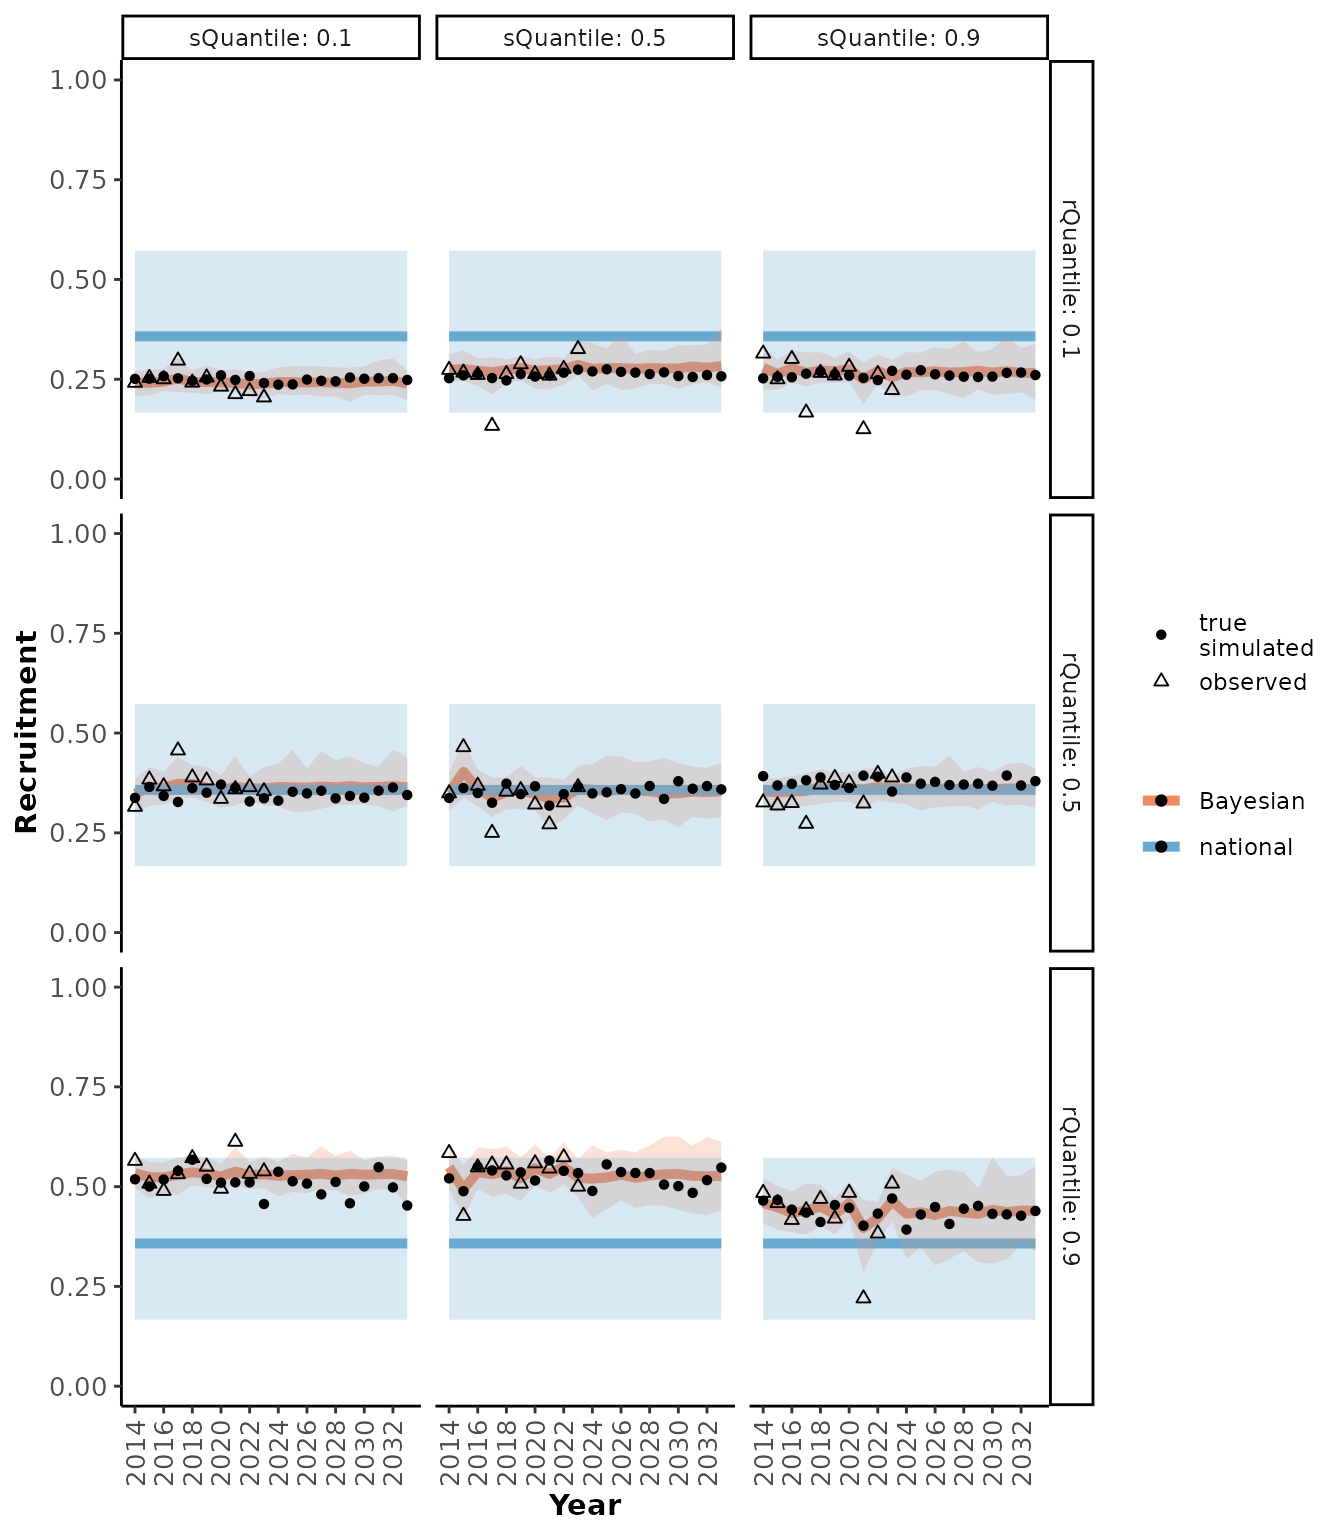 sQuantile: 0.1
sQuantile: 0.5
sQuantile: 0.9
1.00
0.75
0.50
0.25
0.00
rQuantile: 0.1
1.00
0.75
0.50
0.25
0.00
rQuantile: 0.5
1.00
0.75
0.50
0.25
0.00
rQuantile: 0.9
Recruitment
2014 2016 2018 2020 2022 2024 2026 2028 2030 2032
2014 2016 2018 2020 2022 2024 2026 2028 2030 2032
2014 2016 2018 2020 2022 2024 2026 2028 2030 2032
Year
true
simulated
observed
Bayesian
national